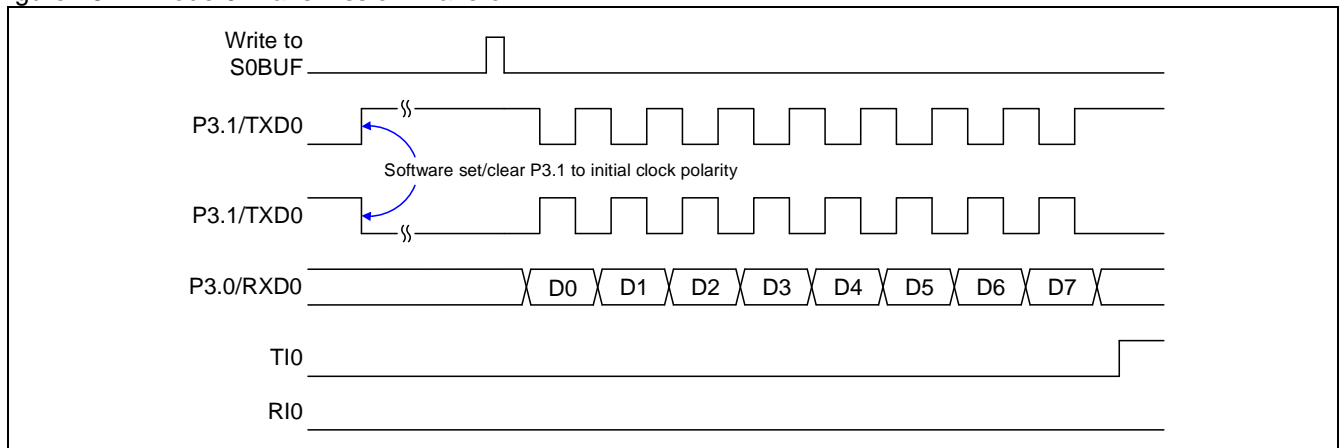 Write to
S0BUF
P3.1/TXD0
Software set/clear P3.1 to initial clock polarity
P3.1/TXD0
P3.0/RXD0 D0 D1 D2 D3 D4 D5 D6 D7
TI0
RI0